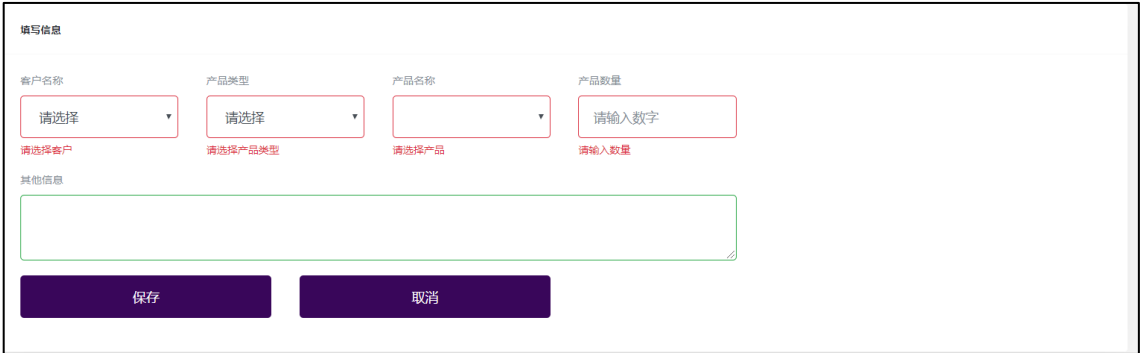 填写信息
客户名称 产品类型 产品名称 产品数量
请选择 请选择 请输入数字
请选择客户 请选择产品类型 请选择产品 请输入数量
其他信息
保存 取消